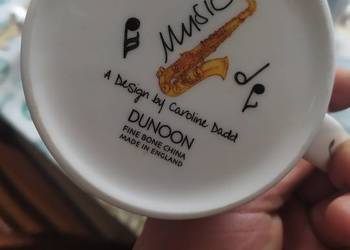 Music
A Design by Caroline Dadd
DUNOON
FINE BONE CHINA
MADE IN ENGLAND